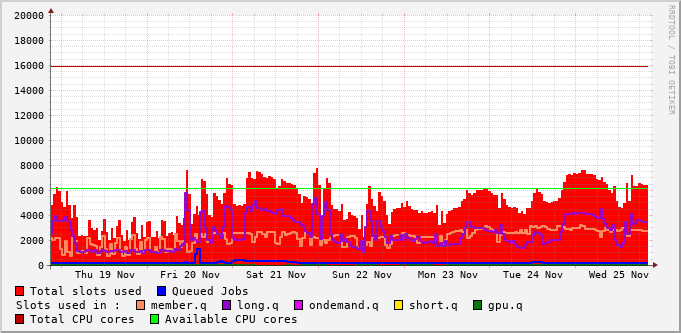 RRDTOOL / TOBI OETIKER
20000
18000
16000
14000
12000
10000
8000
6000
4000
2000
0
Thu 19 Nov Fri 20 Nov Sat 21 Nov Sun 22 Nov Mon 23 Nov Tue 24 Nov Wed 25 Nov
Total slots used Queued Jobs
Slots used in : member.q long.q ondemand.q short.q gpu.q
Total CPU cores Available CPU cores